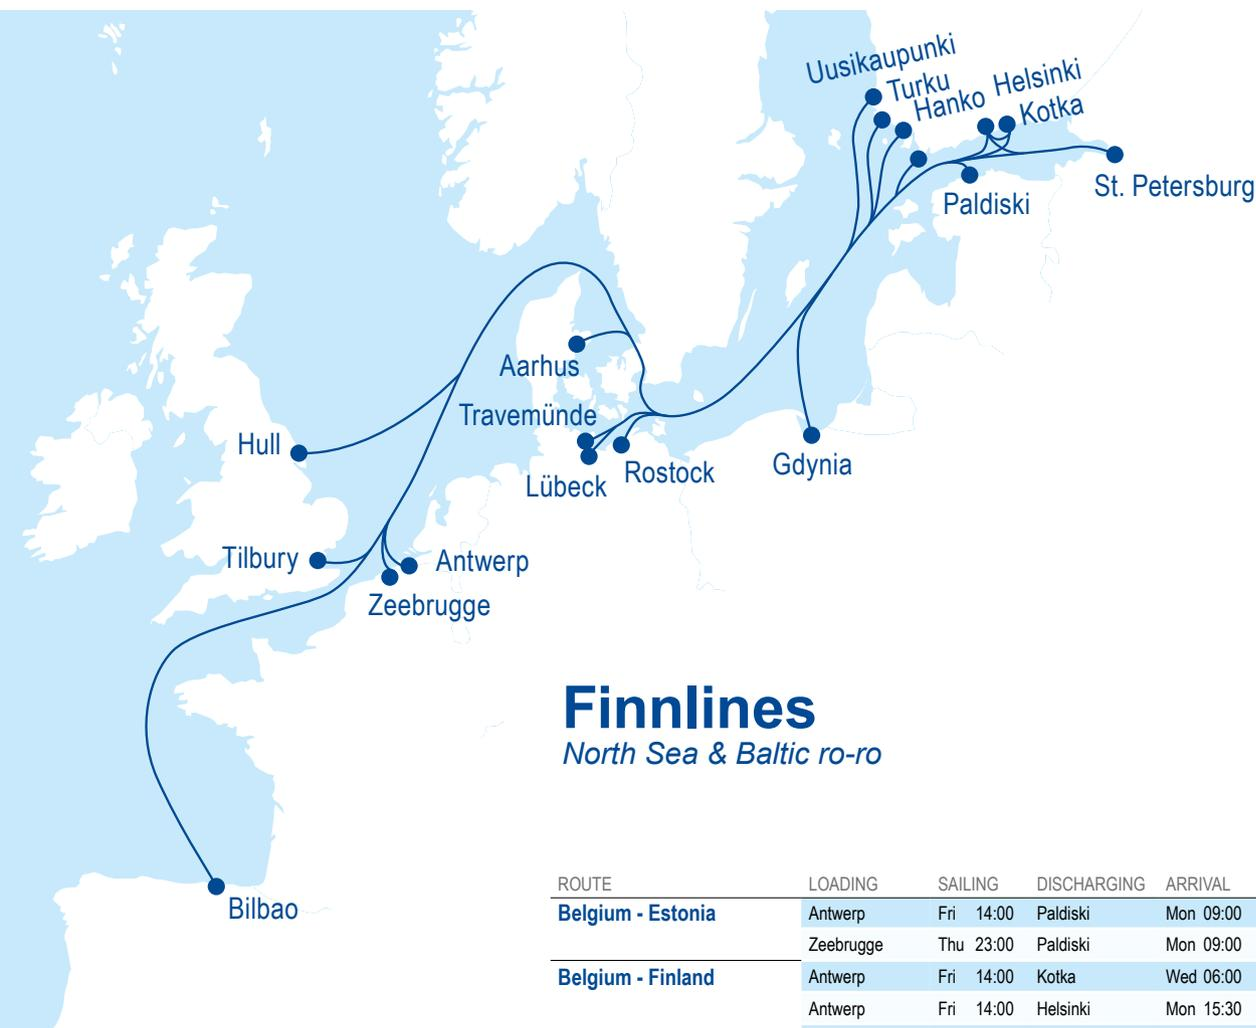 Uusikaupunki
Turku
Hanko
Helsinki
Kotka
St. Petersburg
Paldiski
Aarhus
Travemünde
Hull
Lübeck
Rostock
Gdynia
Tilbury
Antwerp
Zeebrugge
Finnlines
North Sea & Baltic ro-ro
Bilbao
ROUTE LOADING SAILING DISCHARGING ARRIVAL
Belgium - Estonia Antwerp Fri 14:00 Paldiski Mon 09:00
Zeebrugge Thu 23:00 Paldiski Mon 09:00
Belgium - Finland Antwerp Fri 14:00 Kotka Wed 06:00
Antwerp Fri 14:00 Helsinki Mon 15:30